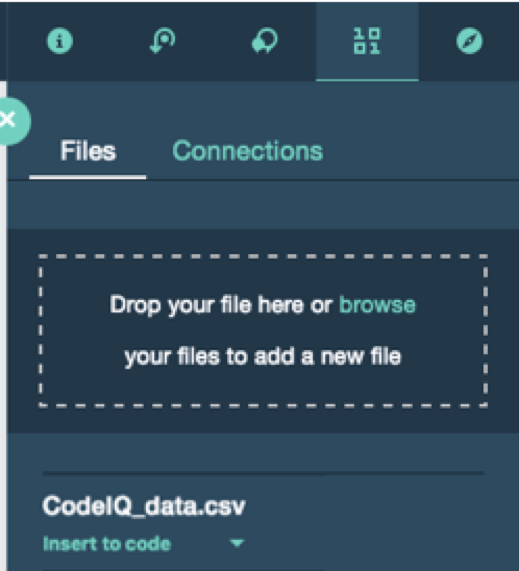 Files
Connections
Drop your file here or browse
your files to add a new file
CodeIQ_data.csv
Insert to code